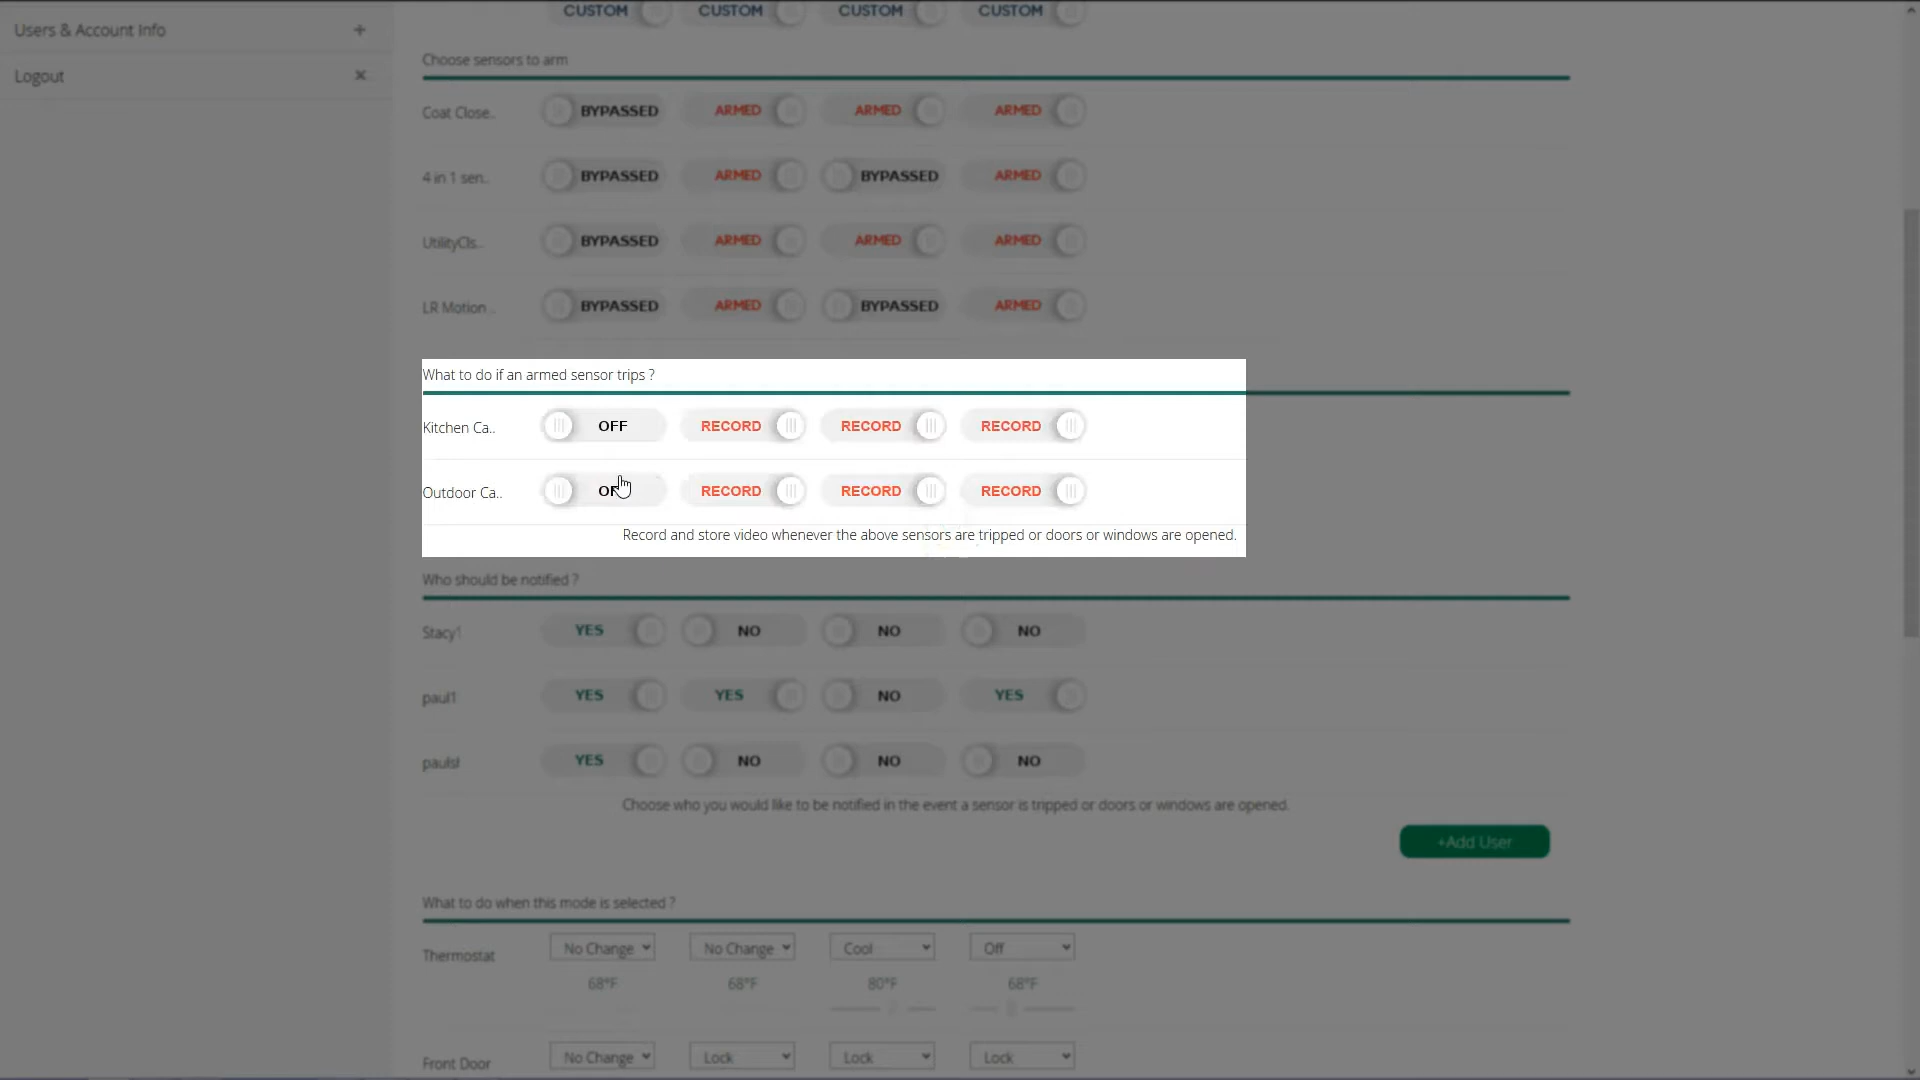 CUSTOM CUSTOM CUSTOM CUSTOM
Users & Account Info +
Logout ×
Choose sensors to arm
Coat Close.. BYPASSED ARMED ARMED ARMED
4 in 1 sen.. BYPASSED ARMED BYPASSED ARMED
UtilityCls.. BYPASSED ARMED ARMED ARMED
LR Motion .. BYPASSED ARMED BYPASSED ARMED
What to do if an armed sensor trips ?
Kitchen Ca.. OFF RECORD RECORD RECORD
Outdoor Ca.. RECORD RECORD RECORD
Record and store video whenever the above sensors are tripped or doors or windows are opened.
Who should be notified ?
Stacy1 YES NO NO NO
paul1 YES YES NO YES
paulsl YES NO NO NO
Choose who you would like to be notified in the event a sensor is tripped or doors or windows are opened.
+Add User
What to do when this mode is selected ?
Thermostat No Change No Change Cool Off
68°F 68°F 80°F 68°F
Front Door No Change Lock Lock Lock